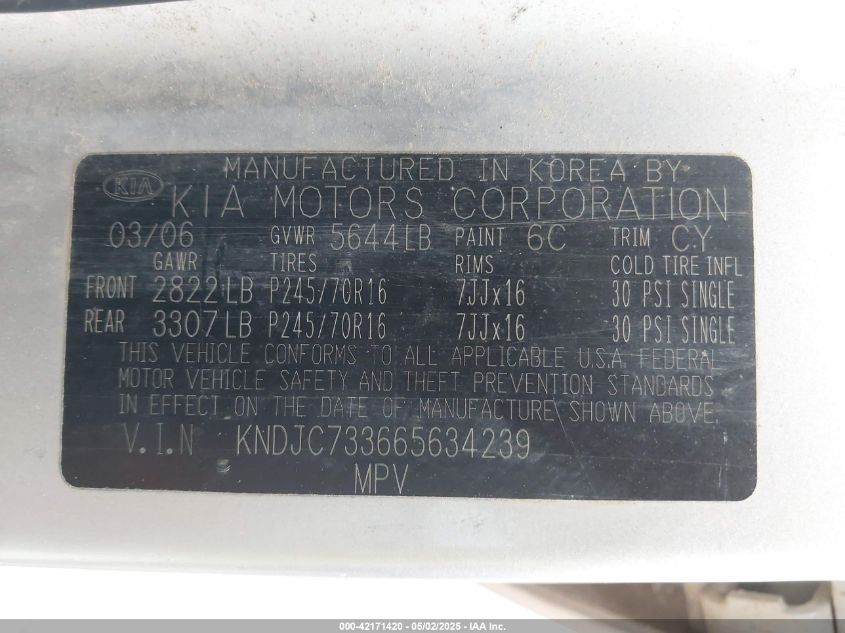 MANUFACTURED IN KOREA BY
KIA KIA MOTORS CORPORATION
03/06 GVWR 5644LB PAINT 6C TRIM CY
GAWR TIRES RIMS COLD TIRE INFL
FRONT 2822LB P245/70R16 7JJx16 30 PSI SINGLE
REAR 3307LB P245/70R16 7JJx16 30 PSI SINGLE
THIS VEHICLE CONFORMS TO ALL APPLICABLE U.S.A. FEDERAL
MOTOR VEHICLE SAFETY AND THEFT PREVENTION STANDARDS
IN EFFECT ON THE DATE OF MANUFACTURE SHOWN ABOVE.
V.I.N KNDJC733665634239
MPV
000-42171420 - 05/02/2025 - IAA Inc.